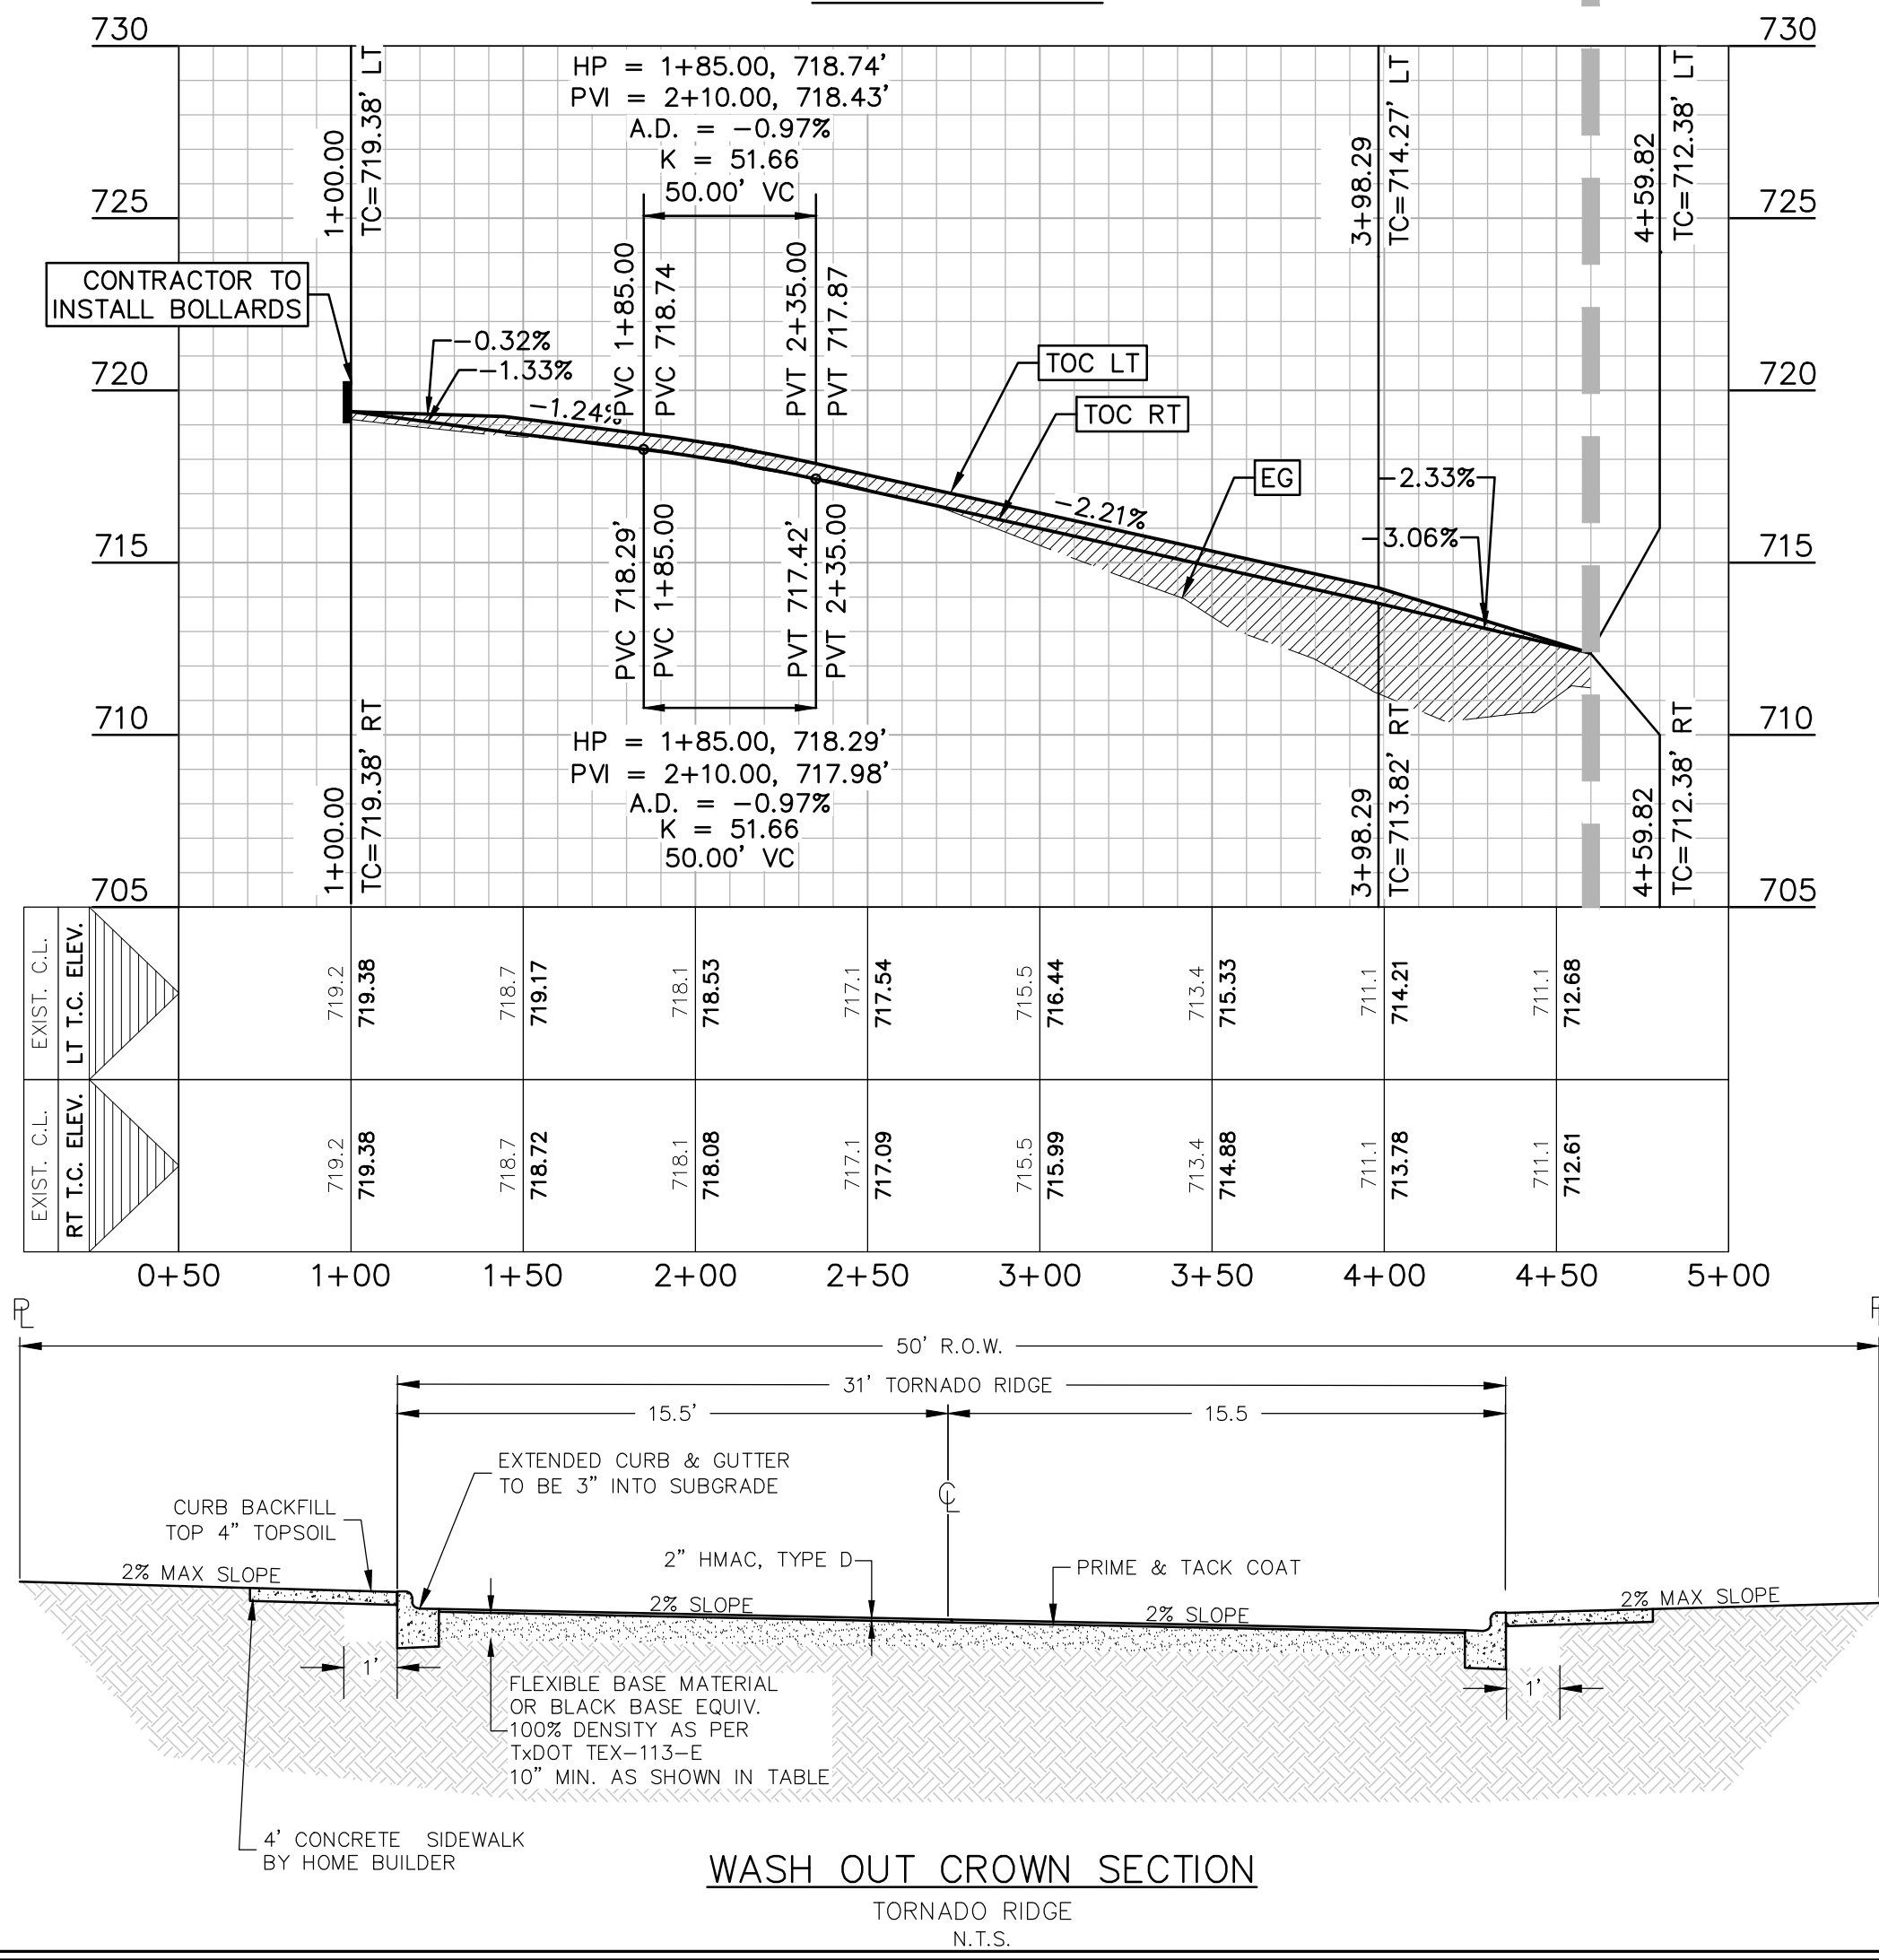 730
730
HP = 1+85.00, 718.74'
PVI = 2+10.00, 718.43'
A.D. = -0.97%
K = 51.66
50.00' VC
1+00.00
TC=719.38' LT
3+98.29
TC=714.27' LT
4+59.82
TC=712.38' LT
725
725
CONTRACTOR TO
INSTALL BOLLARDS
PVC 1+85.00
PVC 718.74
PVT 2+35.00
PVT 717.87
-0.32%
-1.33%
-1.24%
720
720
TOC LT
TOC RT
EG
-2.33%
-2.21%
-3.06%
715
715
PVC 718.29'
PVC 1+85.00
PVT 717.42'
PVT 2+35.00
710
710
HP = 1+85.00, 718.29'
PVI = 2+10.00, 717.98'
A.D. = -0.97%
K = 51.66
50.00' VC
1+00.00
TC=719.38' RT
3+98.29
TC=713.82' RT
4+59.82
TC=712.38' RT
705
705
EXIST. C.L.
LT T.C. ELEV.
719.2
719.38
718.7
719.17
718.1
718.53
717.1
717.54
715.5
716.44
713.4
715.33
711.1
714.21
711.1
712.68
EXIST. C.L.
RT T.C. ELEV.
719.2
719.38
718.7
718.72
718.1
718.08
717.1
717.09
715.5
715.99
713.4
714.88
711.1
713.78
711.1
712.61
0+50 1+00 1+50 2+00 2+50 3+00 3+50 4+00 4+50 5+00
PL
PL
50' R.O.W.
31' TORNADO RIDGE
15.5'
15.5
EXTENDED CURB & GUTTER
TO BE 3" INTO SUBGRADE
CL
CURB BACKFILL
TOP 4" TOPSOIL
2" HMAC, TYPE D
PRIME & TACK COAT
2% MAX SLOPE
2% SLOPE
2% SLOPE
2% MAX SLOPE
1'
1'
FLEXIBLE BASE MATERIAL
OR BLACK BASE EQUIV.
100% DENSITY AS PER
TxDOT TEX-113-E
10" MIN. AS SHOWN IN TABLE
4' CONCRETE SIDEWALK
BY HOME BUILDER
WASH OUT CROWN SECTION
TORNADO RIDGE
N.T.S.